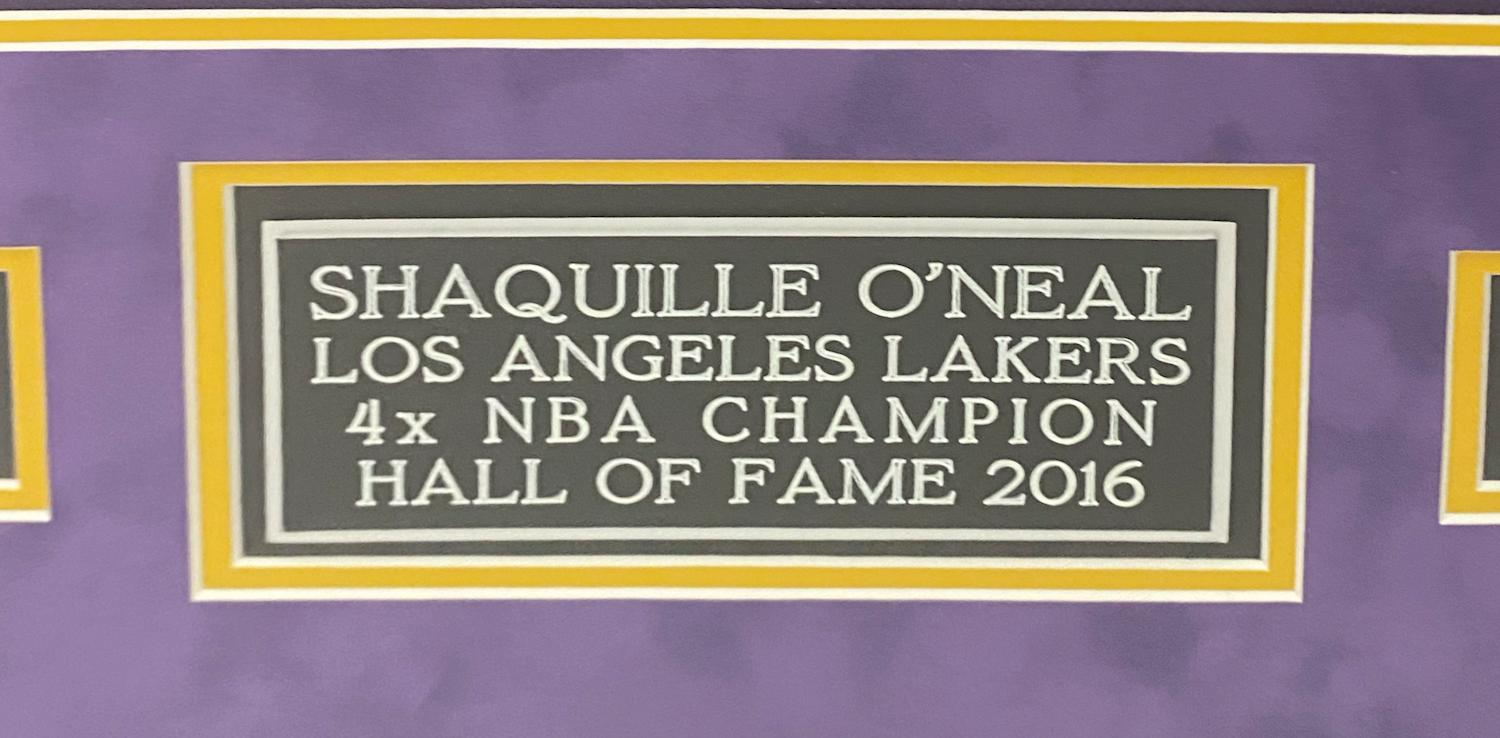 SHAQUILLE O’NEAL
LOS ANGELES LAKERS
4x NBA CHAMPION
HALL OF FAME 2016